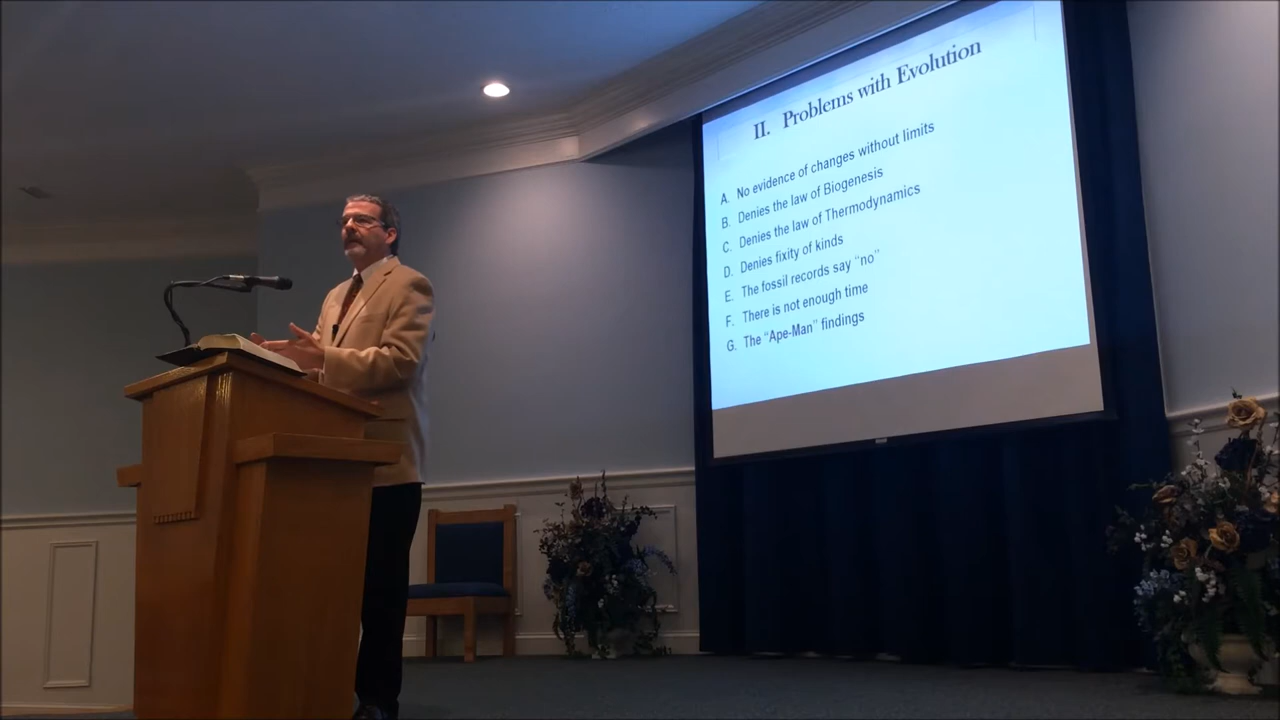 II. Problems with Evolution
A. No evidence of changes without limits
B. Denies the law of Biogenesis
C. Denies the law of Thermodynamics
D. Denies fixity of kinds
E. The fossil records say “no”
F. There is not enough time
G. The “Ape-Man” findings